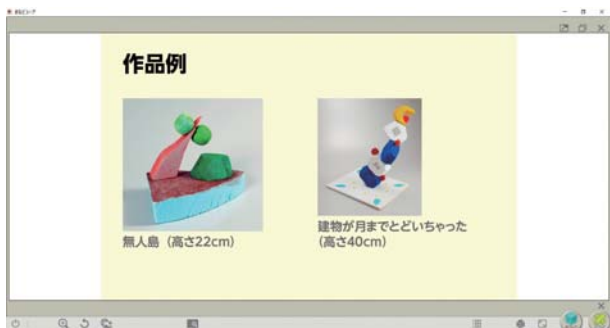 作品例
無人島（高さ22cm）
建物が月までとどいちゃった
（高さ40cm）